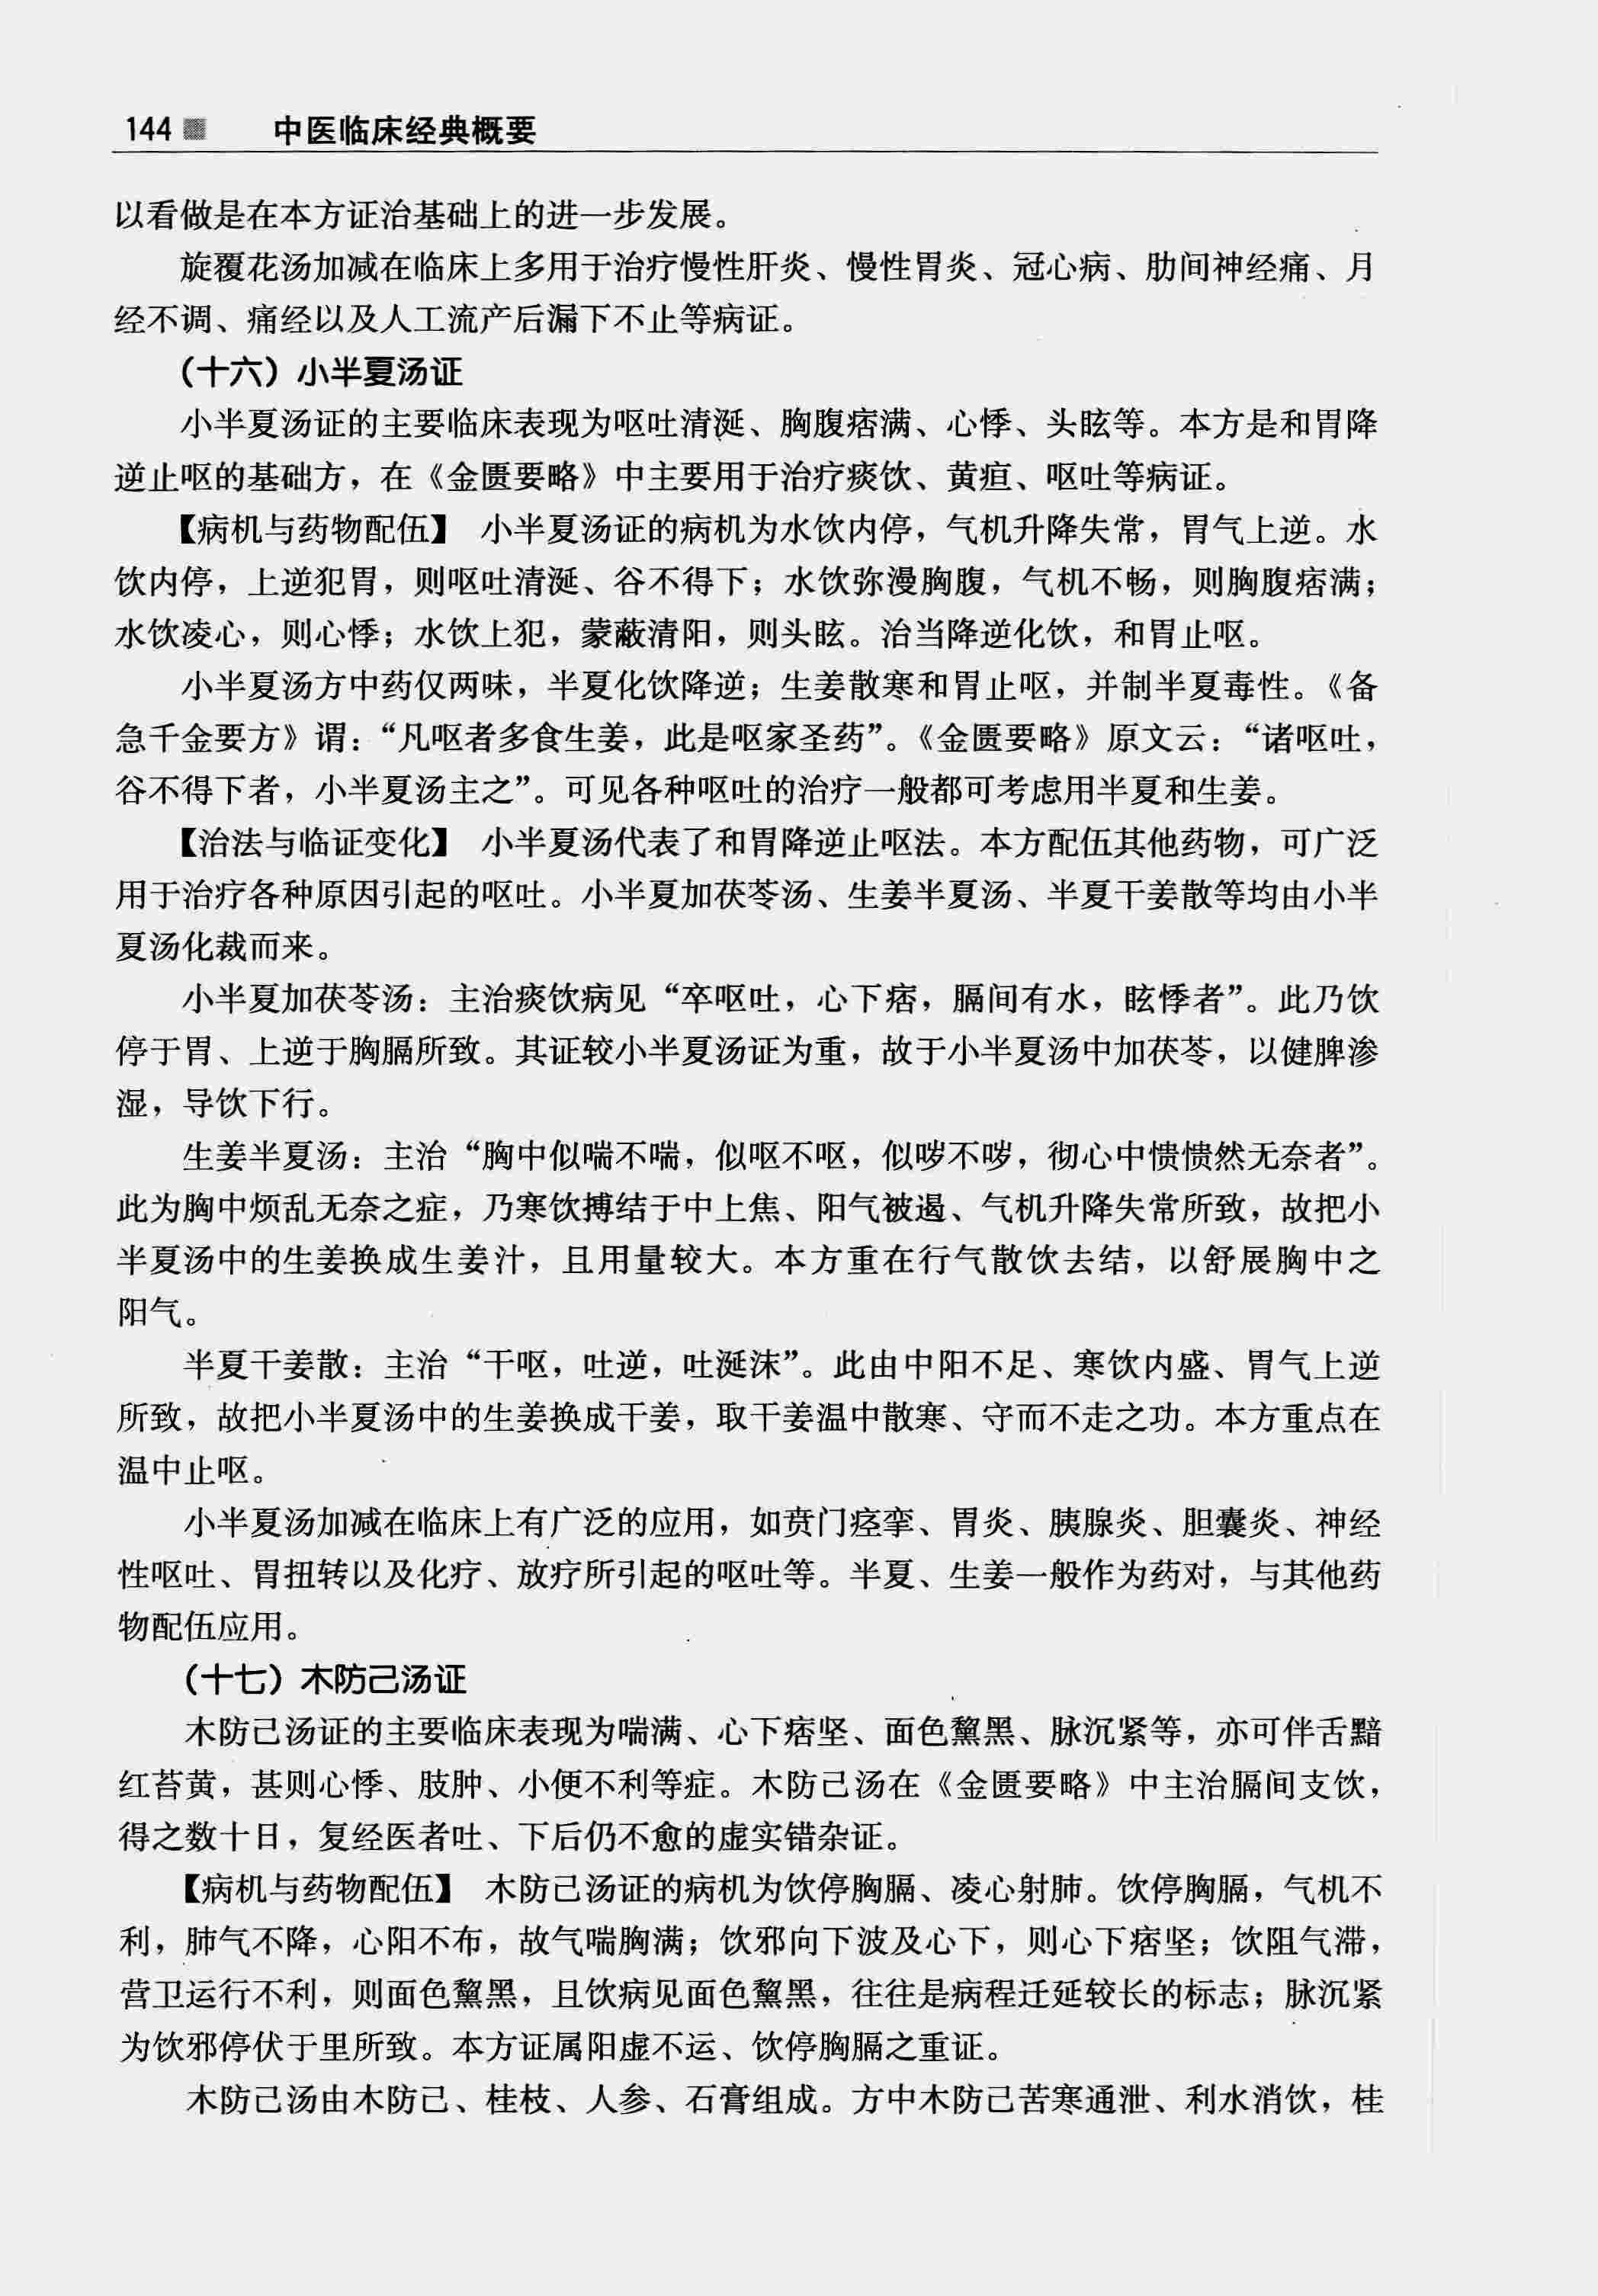 144 中医临床经典概要
以看做是在本方证治基础上的进一步发展。
旋覆花汤加减在临床上多用于治疗慢性肝炎、慢性胃炎、冠心病、肋间神经痛、月
经不调、痛经以及人工流产后漏下不止等病证。
（十六）小半夏汤证
小半夏汤证的主要临床表现为呕吐清涎、胸腹痞满、心悸、头眩等。本方是和胃降
逆止呕的基础方，在《金匮要略》中主要用于治疗痰饮、黄疸、呕吐等病证。
【病机与药物配伍】 小半夏汤证的病机为水饮内停，气机升降失常，胃气上逆。水
饮内停，上逆犯胃，则呕吐清涎、谷不得下；水饮弥漫胸腹，气机不畅，则胸腹痞满；
水饮凌心，则心悸；水饮上犯，蒙蔽清阳，则头眩。治当降逆化饮，和胃止呕。
小半夏汤方中药仅两味，半夏化饮降逆；生姜散寒和胃止呕，并制半夏毒性。《备
急千金要方》谓：“凡呕者多食生姜，此是呕家圣药”。《金匮要略》原文云：“诸呕吐，
谷不得下者，小半夏汤主之”。可见各种呕吐的治疗一般都可考虑用半夏和生姜。
【治法与临证变化】 小半夏汤代表了和胃降逆止呕法。本方配伍其他药物，可广泛
用于治疗各种原因引起的呕吐。小半夏加茯苓汤、生姜半夏汤、半夏干姜散等均由小半
夏汤化裁而来。
小半夏加茯苓汤：主治痰饮病见“卒呕吐，心下痞，膈间有水，眩悸者”。此乃饮
停于胃、上逆于胸膈所致。其证较小半夏汤证为重，故于小半夏汤中加茯苓，以健脾渗
湿，导饮下行。
生姜半夏汤：主治“胸中似喘不喘，似呕不呕，似哕不哕，彻心中愦愦然无奈者”。
此为胸中烦乱无奈之症，乃寒饮搏结于中上焦、阳气被遏、气机升降失常所致，故把小
半夏汤中的生姜换成生姜汁，且用量较大。本方重在行气散饮去结，以舒展胸中之
阳气。
半夏干姜散：主治“干呕，吐逆，吐涎沫”。此由中阳不足、寒饮内盛、胃气上逆
所致，故把小半夏汤中的生姜换成干姜，取干姜温中散寒、守而不走之功。本方重点在
温中止呕。
小半夏汤加减在临床上有广泛的应用，如贲门痉挛、胃炎、胰腺炎、胆囊炎、神经
性呕吐、胃扭转以及化疗、放疗所引起的呕吐等。半夏、生姜一般作为药对，与其他药
物配伍应用。
（十七）木防己汤证
木防己汤证的主要临床表现为喘满、心下痞坚、面色黧黑、脉沉紧等，亦可伴舌黯
红苔黄，甚则心悸、肢肿、小便不利等症。木防己汤在《金匮要略》中主治膈间支饮，
得之数十日，复经医者吐、下后仍不愈的虚实错杂证。
【病机与药物配伍】 木防己汤证的病机为饮停胸膈、凌心射肺。饮停胸膈，气机不
利，肺气不降，心阳不布，故气喘胸满；饮邪向下波及心下，则心下痞坚；饮阻气滞，
营卫运行不利，则面色黧黑，且饮病见面色黧黑，往往是病程迁延较长的标志；脉沉紧
为饮邪停伏于里所致。本方证属阳虚不运、饮停胸膈之重证。
木防己汤由木防己、桂枝、人参、石膏组成。方中木防己苦寒通泄、利水消饮，桂